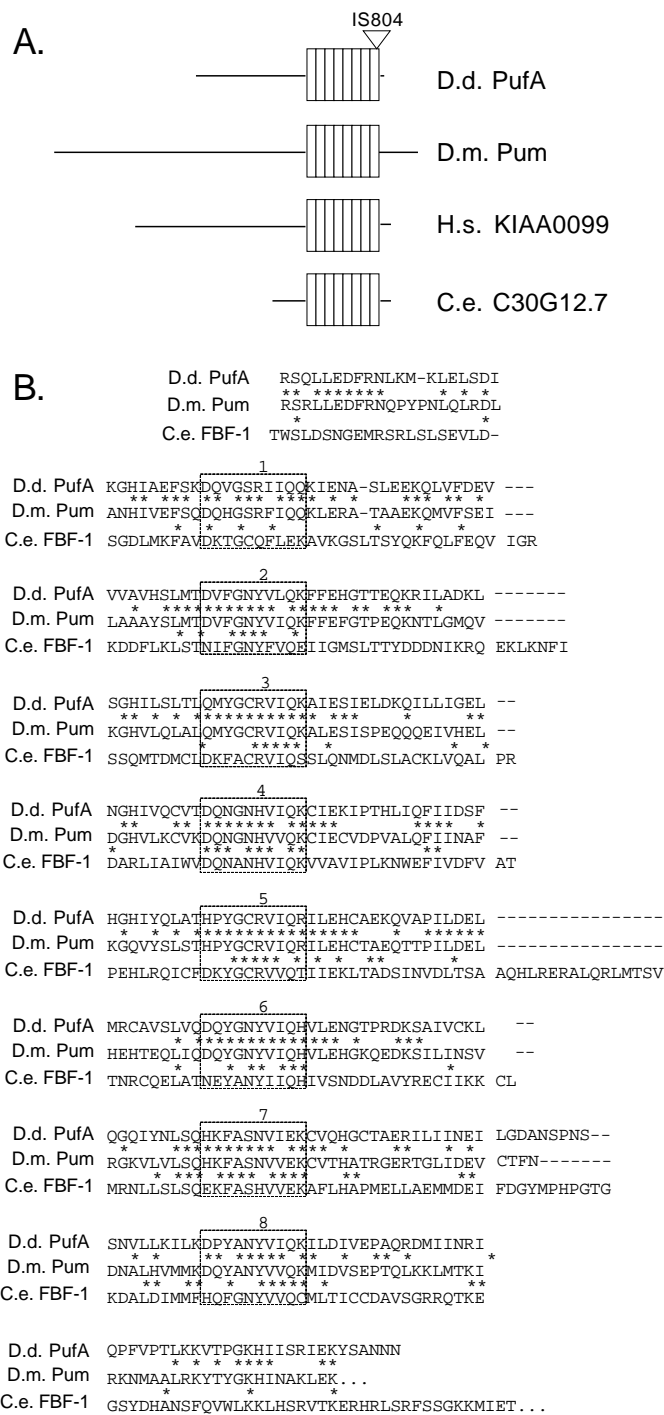 A.
IS804
D.d. PufA
D.m. Pum
H.s. KIAA0099
C.e. C30G12.7
B.
D.d. PufA RSQLLEDFRNLKM-KLELSDI
** ******* * * *
D.m. Pum RSRLLEDFRNQPYPNLQLRDL
* *
C.e. FBF-1 TWSLDSNGEMRSRLSLSEVLD-
1
D.d. PufA KGHIAEFSKDQVGSRIIQQKIENA-SLEEKQLVFDEV ---
** ** ** ** *** ** * * ** ** *
D.m. Pum ANHIVEFSQDQHGSRFIQQKLERA-TAAEKQMVFSEI ---
* * * * * * *
C.e. FBF-1 SGDLMKFAVDKTGCQFLEKAVKGSLTSYQKFQLFEQV IGR
2
D.d. PufA VVAVHSLMTDVFGNYVLQKFFEHGTTEQKRILADKL -------
* *********** ***** ** *** *
D.m. Pum LAAAYSLMTDVFGNYVIQKFFEFGTPEQKNTLGMQV -------
* * **** *
C.e. FBF-1 KDDFLKLSTNIFGNYFVQEIIGMSLTTYDDDNIKRQ EKLKNFI
3
D.d. PufA SGHILSLTLQMYGCRVIQKAIESIELDKQILLIGEL --
** * * *********** *** * **
D.m. Pum KGHVLQLALQMYGCRVIQKALESISPEQQQEIVHEL --
* ***** * * *
C.e. FBF-1 SSQMTDMCLDKFACRVIQSSLQNMDLSLACKLVQAL PR
4
D.d. PufA NGHIVQCVTDQNGNHVIQKCIEKIPTHLIQFIIDSF --
** ** ******* ***** **** *
D.m. Pum DGHVLKCVKDQNGNHVVQKCIECVDPVALQFIINAF --
* ** *** ** **
C.e. FBF-1 DARLIAIWVDQNANHVIQKVVAVIPLKNWEFIVDFV AT
5
D.d. PufA HGHIYQLATHPYGCRVIQRILEHCAEKQVAPILDEL ----------------
* * * *************** ** ******
D.m. Pum KGQVYSLSTHPYGCRVIQRILEHCTAEQTTPILDEL ----------------
***** * * * ** *
C.e. FBF-1 PEHLRQICFDKYGCRVVQTIIEKLTADSINVDLTSA AQHLRERALQRLMTSV
6
D.d. PufA MRCAVSLVQDQYGNYVIQHVLENGTPRDKSAIVCKL --
* ************* * ***
D.m. Pum HEHTEQLIQDQYGNYVIQHVLEHGKQEDKSILINSV --
* * ** *** *
C.e. FBF-1 TNRCQELATNEYANYIIQHIVSNDDLAVYRECIIKK CL
7
D.d. PufA QGQIYNLSQHKFASNVIEKCVQHGCTAERILIINEI LGDANSPNS--
* ********* **** * * ** * **
D.m. Pum RGKVLVLSQHKFASNVVEKCVTHATRGERTGLIDEV CTFN-------
* *** **** **** ** **
C.e. FBF-1 MRNLLSLSQEKFASHVVEKAFLHAPMELLAEMMDEI FDGYMPHPGTG
8
D.d. PufA SNVLLKILKDPYANYVIQKILDIVEPAQRDMIINRI
* * ** ***** ** * * ** * * *
D.m. Pum DNALHVMMKDQYANYVVQKMIDVSEPTQLKKLMTKI
** ** * ***** * **
C.e. FBF-1 KDALDIMMFHQFGNYVVQCMLTICCDAVSGRRQTKE
D.d. PufA QPFVPTLKKVTPGKHIISRIEKYSANNN
* * * **** **
D.m. Pum RKNMAALRKYTYGKHINAKLEK...
* * *
C.e. FBF-1 GSYDHANSFQVWLKKLHSRVTKERHRLSRFSSGKKMIET...